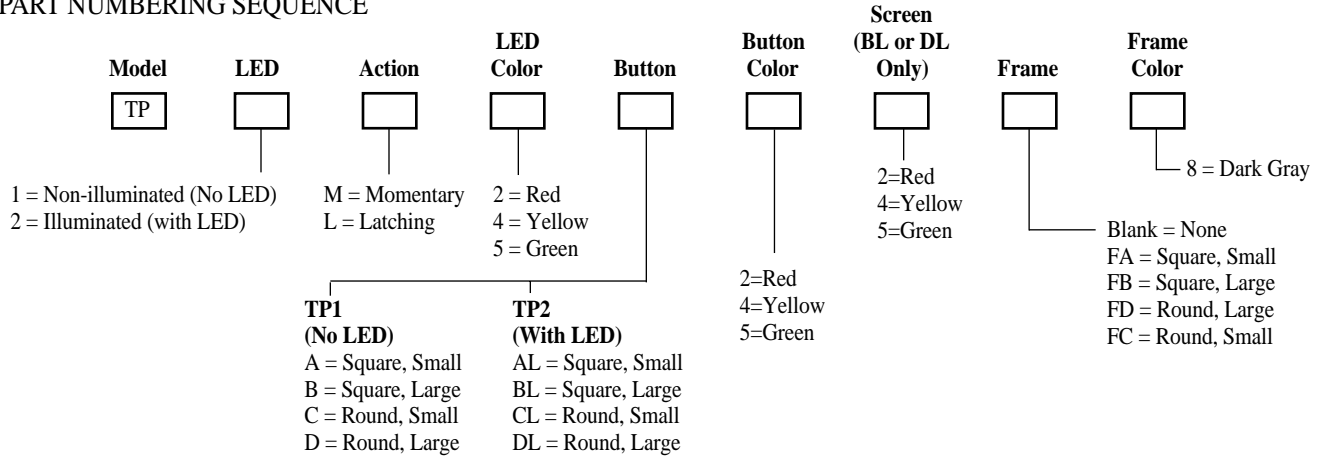 PART NUMBERING SEQUENCE
Model
LED
Action
LED
Color
Button
Button
Color
Screen
(BL or DL
Only)
Frame
Frame
Color
TP
1 = Non-illuminated (No LED)
2 = Illuminated (with LED)
M = Momentary
L = Latching
2 = Red
4 = Yellow
5 = Green
TP1
(No LED)
A = Square, Small
B = Square, Large
C = Round, Small
D = Round, Large
TP2
(With LED)
AL = Square, Small
BL = Square, Large
CL = Round, Small
DL = Round, Large
2=Red
4=Yellow
5=Green
2=Red
4=Yellow
5=Green
Blank = None
FA = Square, Small
FB = Square, Large
FD = Round, Large
FC = Round, Small
8 = Dark Gray